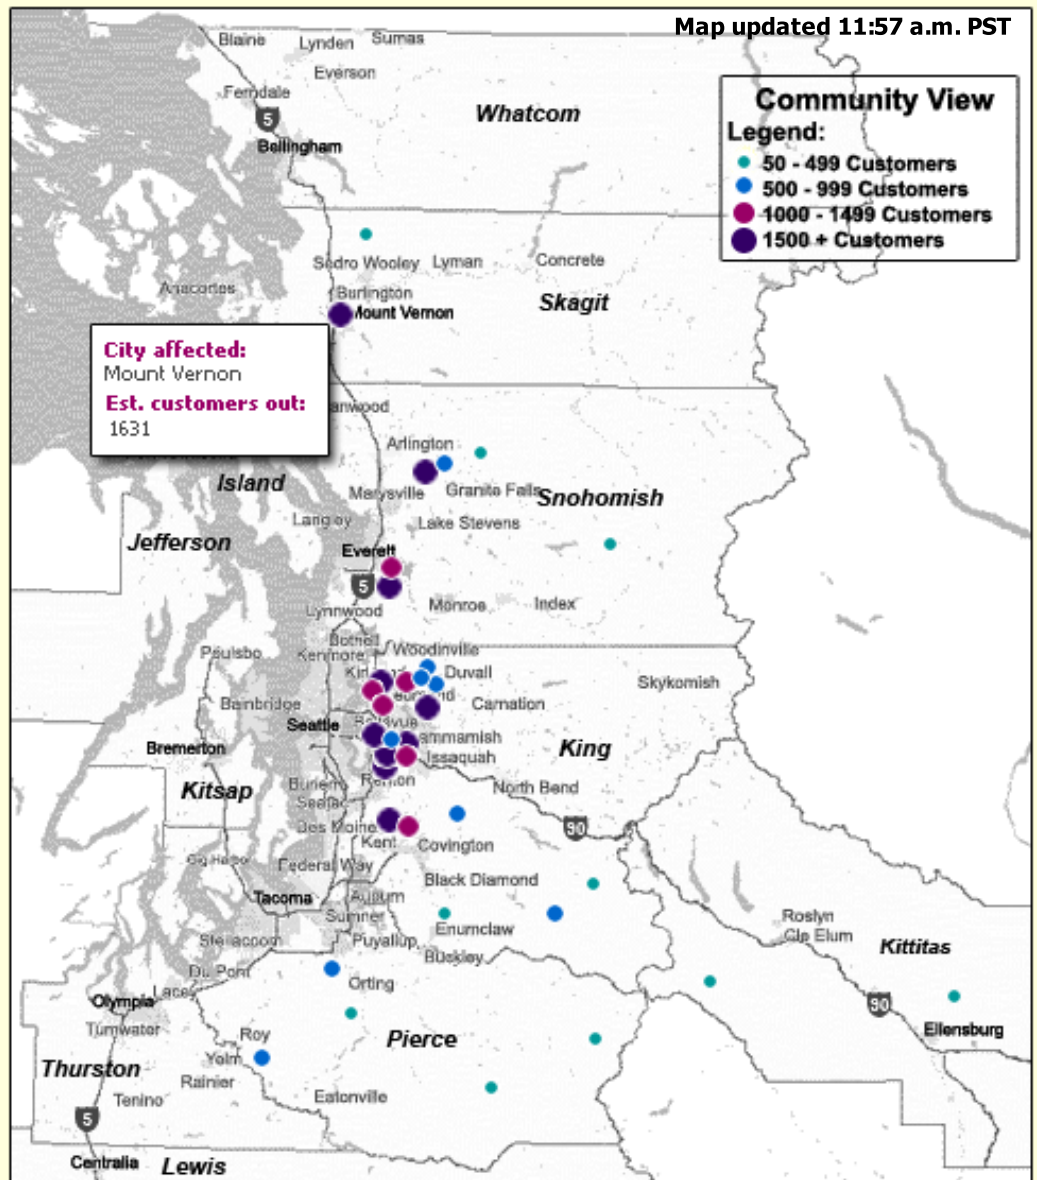 Map updated 11:57 a.m. PST
Blaine
Lynden
Sumas
Everson
Ferndale
5
Bellingham
Whatcom
Community View
Legend:
50 - 499 Customers
500 - 999 Customers
1000 - 1499 Customers
1500 + Customers
Sedro Wooley
Lyman
Concrete
Anacortes
Burlington
Mount Vernon
Skagit
City affected:
Mount Vernon
Est. customers out:
1631
anwood
Arlington
Island
Marysville
Granite Falls
Snohomish
Langley
Lake Stevens
Jefferson
Everett
5
Lynnwood
Monroe
Index
Bothell
Kenmore
Woodinville
Poulsbo
Duvall
Skykomish
Bainbridge
Carnation
Seattle
ammamish
Bremerton
King
Issaquah
Kitsap
Renton
North Bend
Burien
Seatac
Des Moine
90
Kent
Covington
Gig Harbor
Federal Way
Black Diamond
Tacoma
Auburn
Sumner
Enumclaw
Roslyn
Cle Elum
Steilacoom
Puyallup
Buckley
Kittitas
Du Pont
Orting
Lacey
Olympia
90
Tumwater
Roy
Pierce
Ellensburg
Yelm
Thurston
Rainier
Tenino
Eatonville
5
Centralia
Lewis